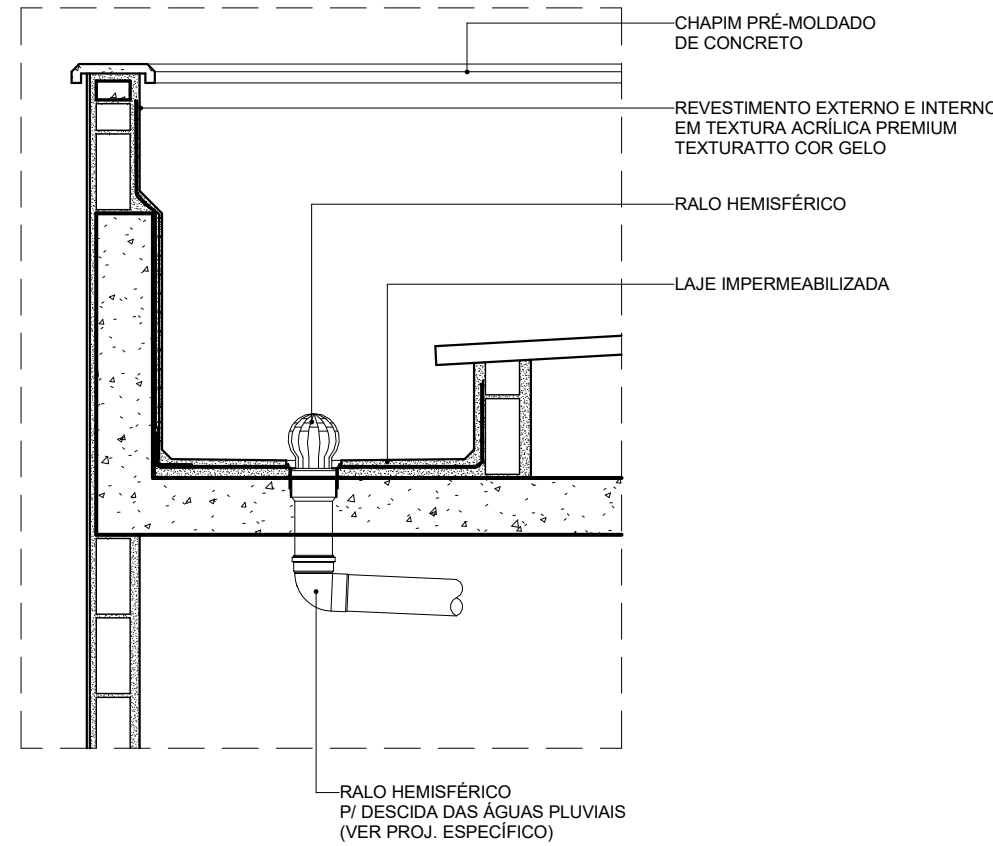 CHAPIM PRÉ-MOLDADO
DE CONCRETO
REVESTIMENTO EXTERNO E INTERNO
EM TEXTURA ACRÍLICA PREMIUM
TEXTURATTO COR GELO
RALO HEMISFÉRICO
LAJE IMPERMEABILIZADA
RALO HEMISFÉRICO
P/ DESCIDA DAS ÁGUAS PLUVIAIS
(VER PROJ. ESPECÍFICO)